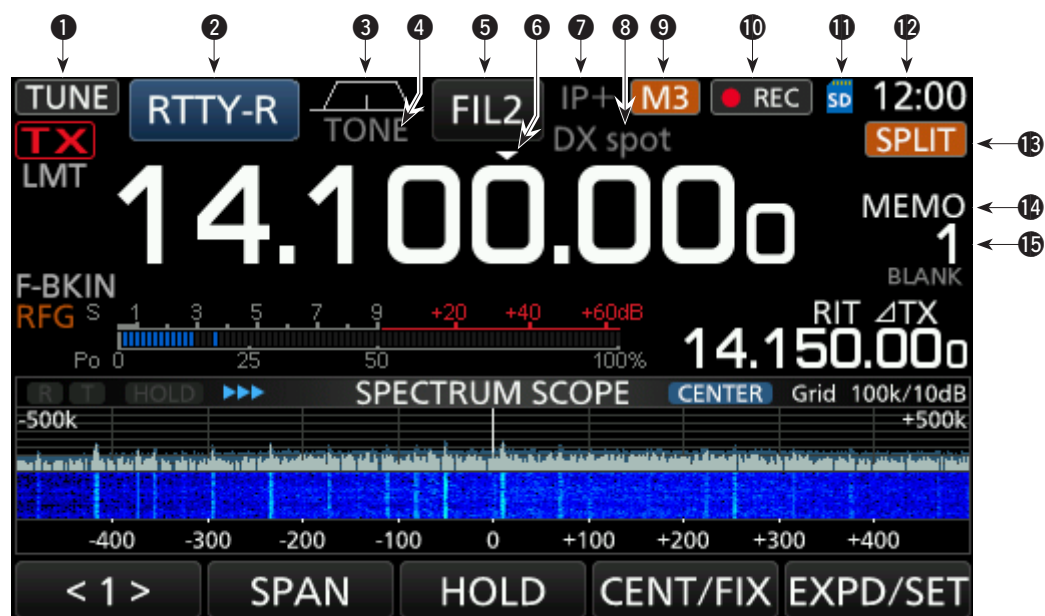 ❶ ❷ ❸ ❹ ❺ ❻ ❼ ❽ ❾ ❿ ⓫ ⓬
TUNE RTTY-R TONE FIL2 IP+ M3 REC SD 12:00
TX DX spot SPLIT ⓭
LMT
14.100.000
MEMO ⓮
1 ⓯
BLANK
F-BKIN
RFG S 1 3 5 7 9 +20 +40 +60dB
RIT ⊿TX
Po 0 25 50 100%
14.150.000
R T HOLD SPECTRUM SCOPE CENTER Grid 100k/10dB
-500k +500k
-400 -300 -200 -100 0 +100 +200 +300 +400
< 1 > SPAN HOLD CENT/FIX EXPD/SET